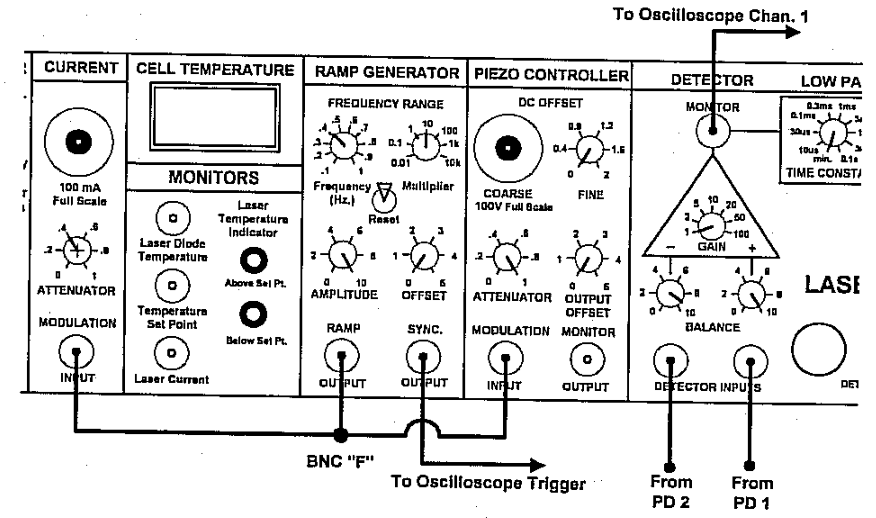 To Oscilloscope Chan. 1
CURRENT
100 mA
Full Scale
.2
.4
.8
0
1
ATTENUATOR
MODULATION
INPUT
CELL TEMPERATURE
MONITORS
Laser Diode
Temperature
Temperature
Set Point
Laser Current
Laser
Temperature
Indicator
Above Set Pt.
Below Set Pt.
RAMP GENERATOR
FREQUENCY RANGE
.1
.2
.3
.4
.5
.6
.7
.8
.9
1
0.01
0.1
1
10
100
1k
10k
Frequency
(Hz.)
Multiplier
Reset
0
2
4
6
8
10
AMPLITUDE
0
1
2
3
4
5
OFFSET
RAMP
OUTPUT
SYNC.
OUTPUT
PIEZO CONTROLLER
DC OFFSET
COARSE
100V Full Scale
0
0.4
0.8
1.2
1.6
2
FINE
.2
.4
0
1
ATTENUATOR
0
1
2
3
4
OUTPUT
OFFSET
MODULATION
INPUT
MONITOR
OUTPUT
DETECTOR
MONITOR
1
2
5
10
20
50
100
GAIN
−
+
0
2
4
6
8
10
0
2
4
6
8
10
BALANCE
DETECTOR INPUTS
LOW PA
0.3ms 1ms
0.1ms
30us
10us
min.
0.1s
TIME CONSTA
LASE
DET
BNC "F"
To Oscilloscope Trigger
From
PD 2
From
PD 1